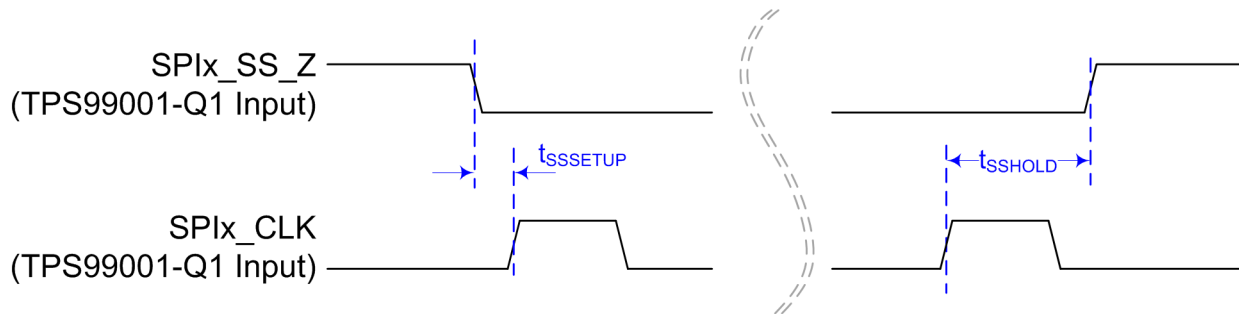 SPIx_SS_Z
(TPS99001-Q1 Input)
tSSSETUP
tSSHOLD
SPIx_CLK
(TPS99001-Q1 Input)